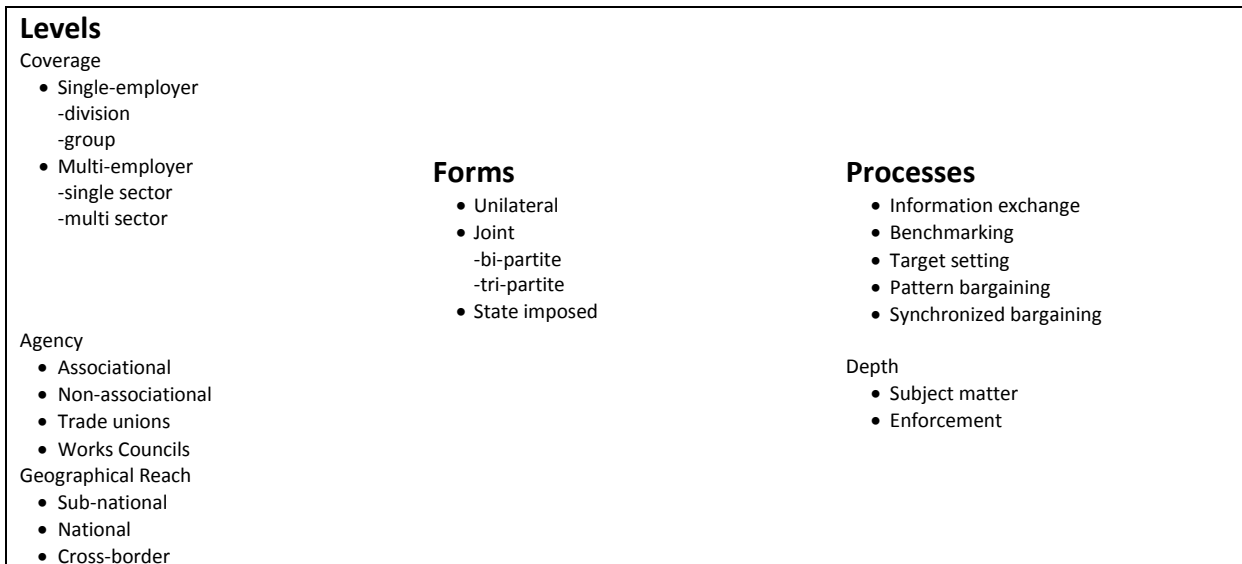 Levels
Coverage
• Single-employer
-division
-group
• Multi-employer
-single sector
-multi sector
Agency
• Associational
• Non-associational
• Trade unions
• Works Councils
Geographical Reach
• Sub-national
• National
• Cross-border
Forms
• Unilateral
• Joint
-bi-partite
-tri-partite
• State imposed
Processes
• Information exchange
• Benchmarking
• Target setting
• Pattern bargaining
• Synchronized bargaining
Depth
• Subject matter
• Enforcement